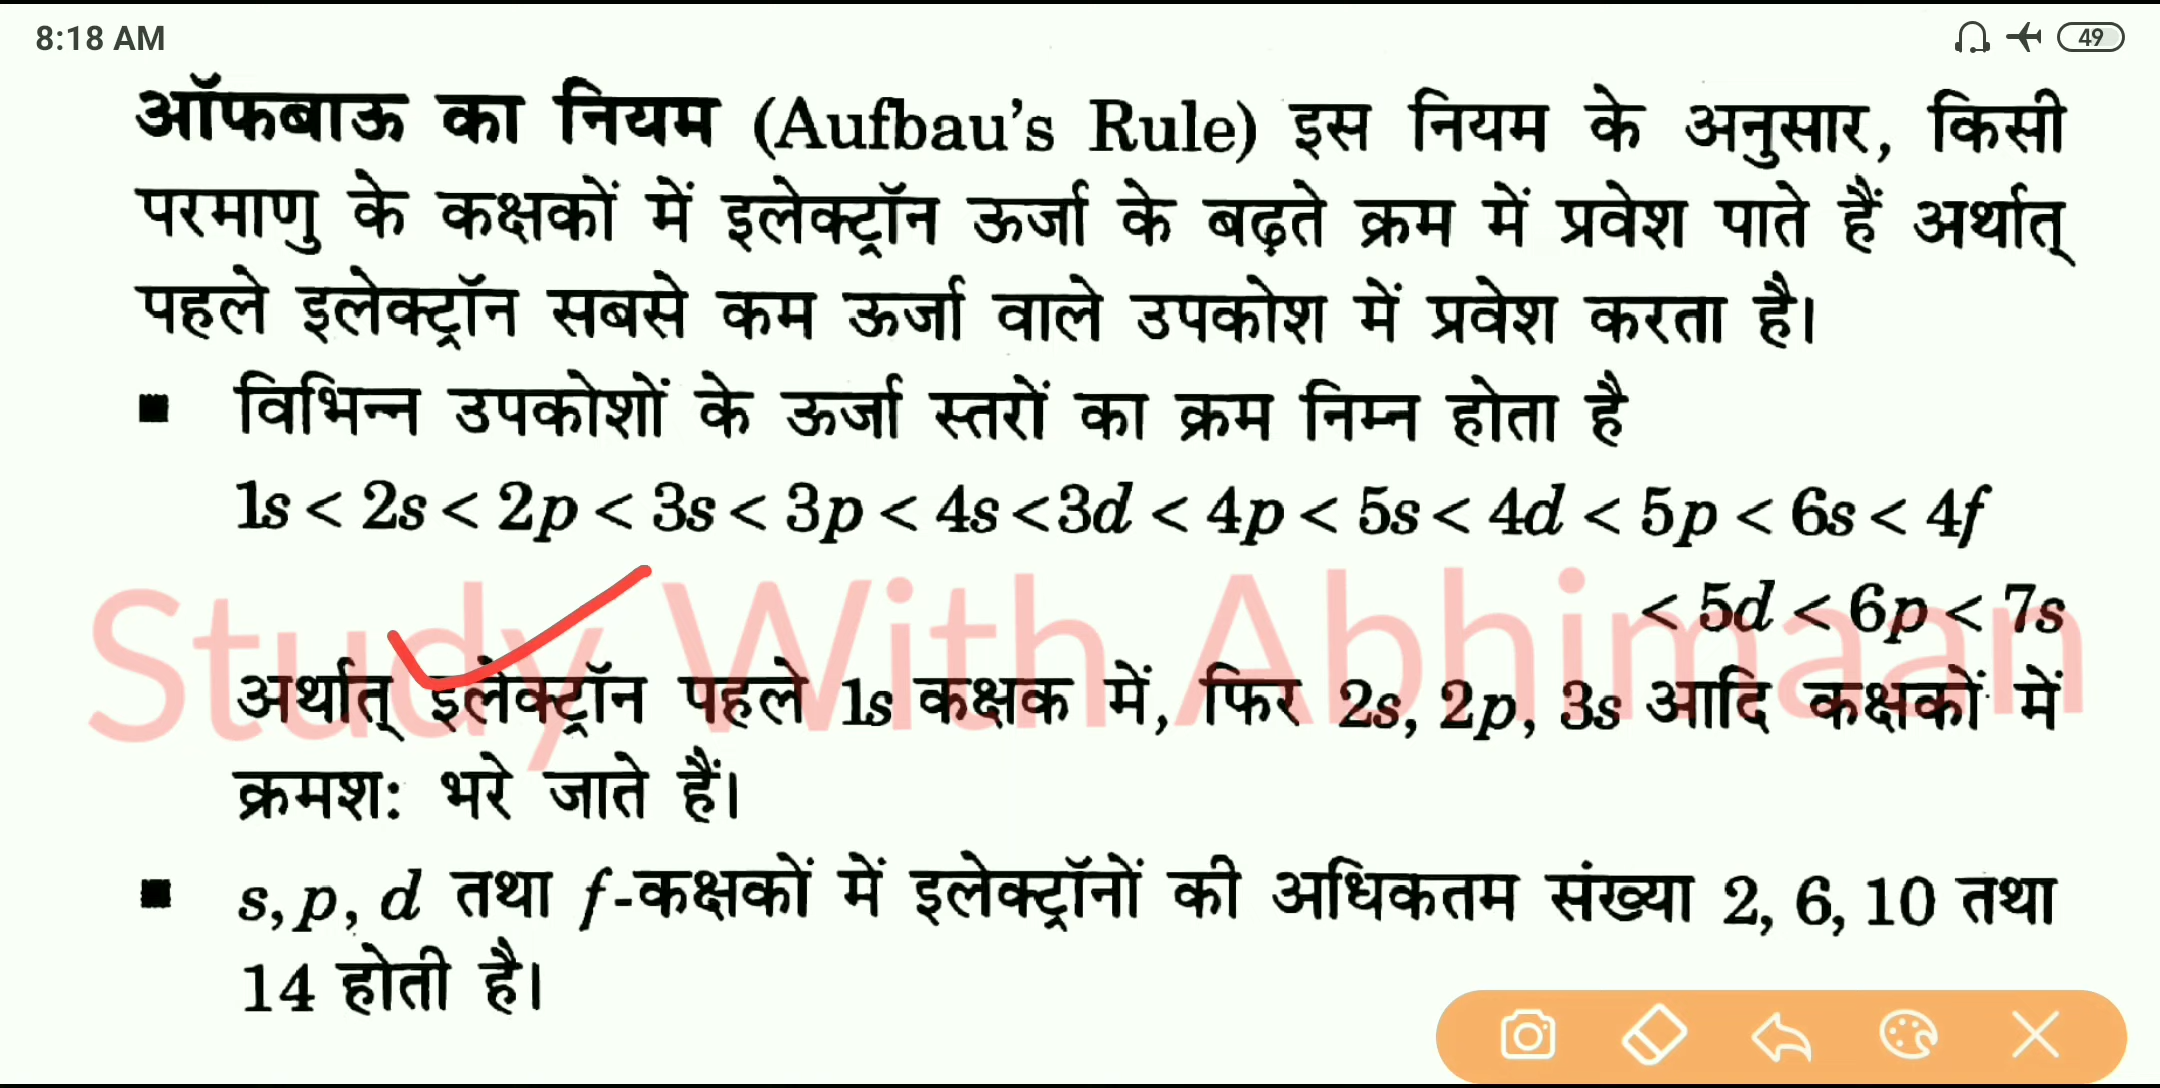 8:18 AM
49
ऑफबाऊ का नियम (Aufbau's Rule) इस नियम के अनुसार, किसी
परमाणु के कक्षकों में इलेक्ट्रॉन ऊर्जा के बढ़ते क्रम में प्रवेश पाते हैं अर्थात्
पहले इलेक्ट्रॉन सबसे कम ऊर्जा वाले उपकोश में प्रवेश करता है।
■ विभिन्न उपकोशों के ऊर्जा स्तरों का क्रम निम्न होता है
1s < 2s < 2p < 3s < 3p < 4s <3d < 4p < 5s < 4d < 5p < 6s < 4f
< 5d < 6p < 7s
Study With Abhimaan
अर्थात् इलेक्ट्रॉन पहले 1s कक्षक में, फिर 2s, 2p, 3s आदि कक्षकों में
क्रमश: भरे जाते हैं।
■ s, p, d तथा f-कक्षकों में इलेक्ट्रॉनों की अधिकतम संख्या 2, 6, 10 तथा
14 होती है।